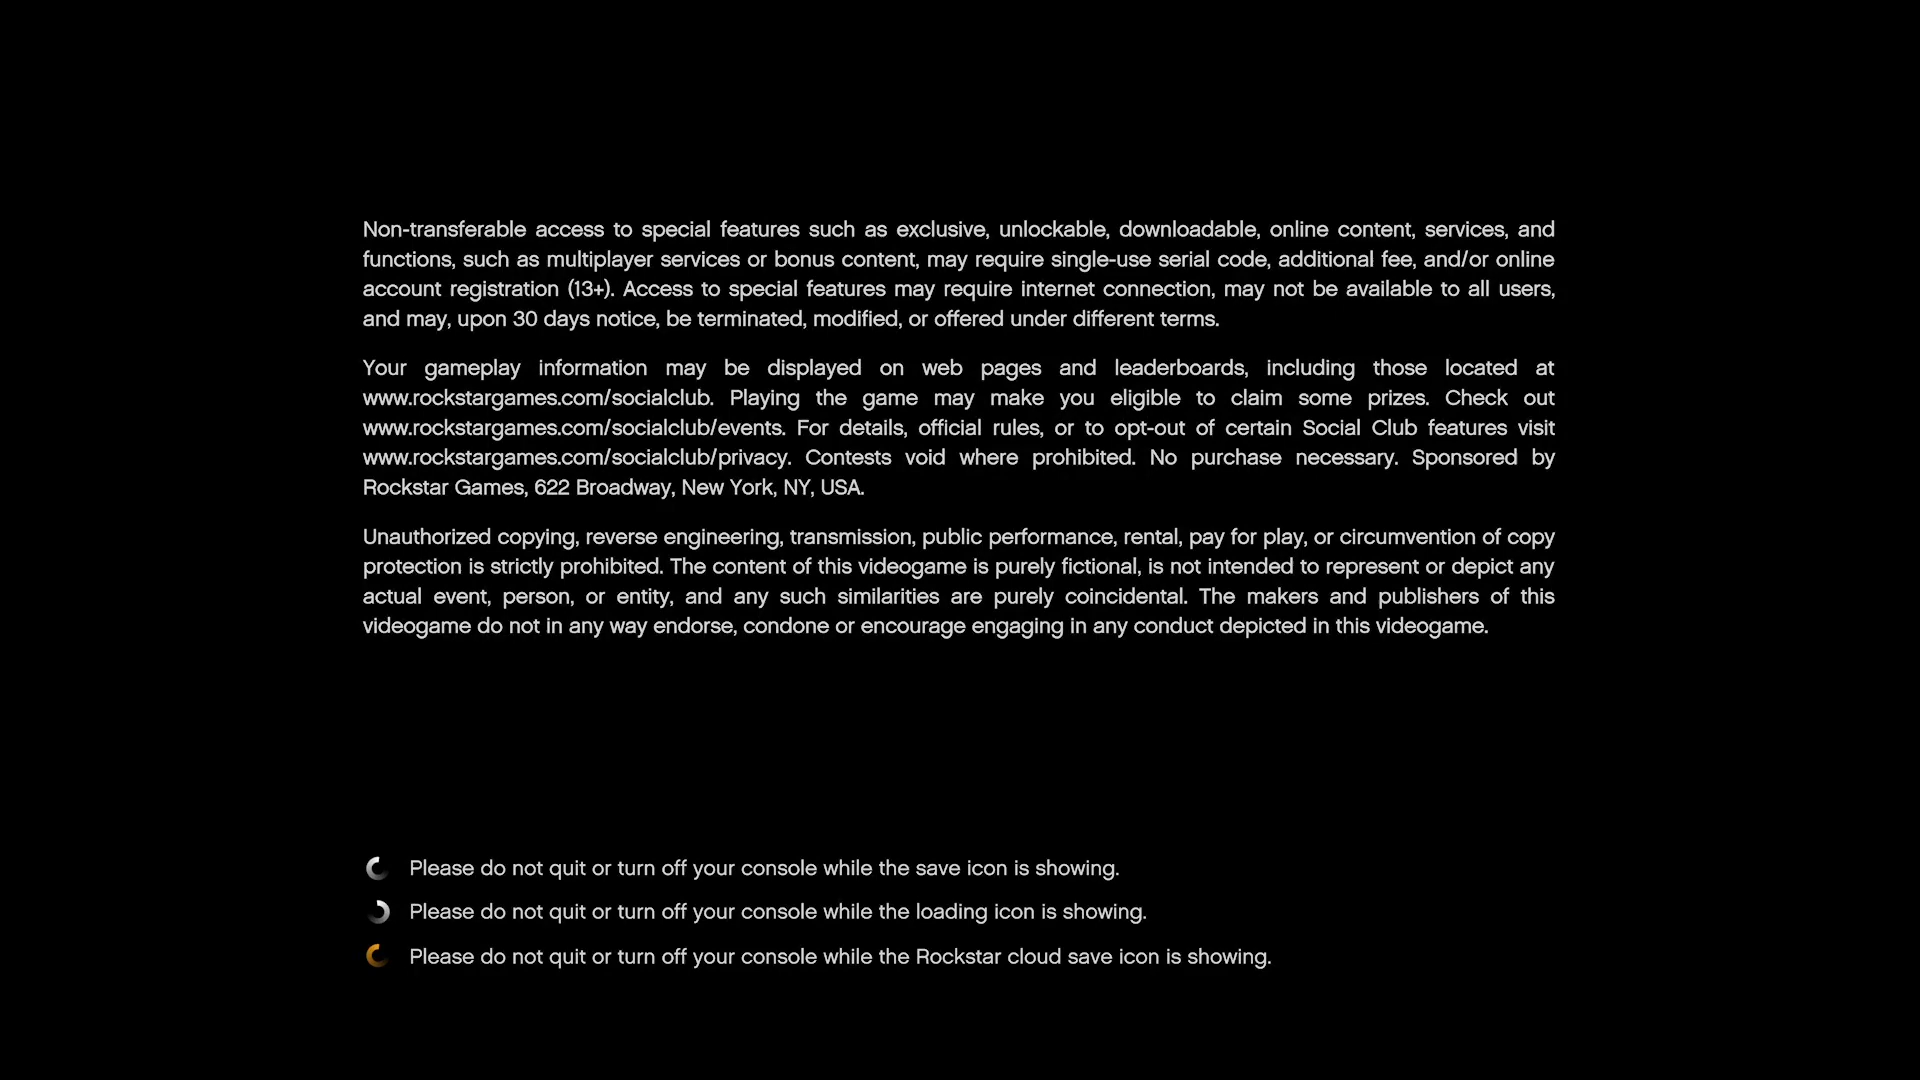 Non-transferable access to special features such as exclusive, unlockable, downloadable, online content, services, and
functions, such as multiplayer services or bonus content, may require single-use serial code, additional fee, and/or online
account registration (13+). Access to special features may require internet connection, may not be available to all users,
and may, upon 30 days notice, be terminated, modified, or offered under different terms.
Your gameplay information may be displayed on web pages and leaderboards, including those located at
www.rockstargames.com/socialclub. Playing the game may make you eligible to claim some prizes. Check out
www.rockstargames.com/socialclub/events. For details, official rules, or to opt-out of certain Social Club features visit
www.rockstargames.com/socialclub/privacy. Contests void where prohibited. No purchase necessary. Sponsored by
Rockstar Games, 622 Broadway, New York, NY, USA.
Unauthorized copying, reverse engineering, transmission, public performance, rental, pay for play, or circumvention of copy
protection is strictly prohibited. The content of this videogame is purely fictional, is not intended to represent or depict any
actual event, person, or entity, and any such similarities are purely coincidental. The makers and publishers of this
videogame do not in any way endorse, condone or encourage engaging in any conduct depicted in this videogame.
Please do not quit or turn off your console while the save icon is showing.
Please do not quit or turn off your console while the loading icon is showing.
Please do not quit or turn off your console while the Rockstar cloud save icon is showing.